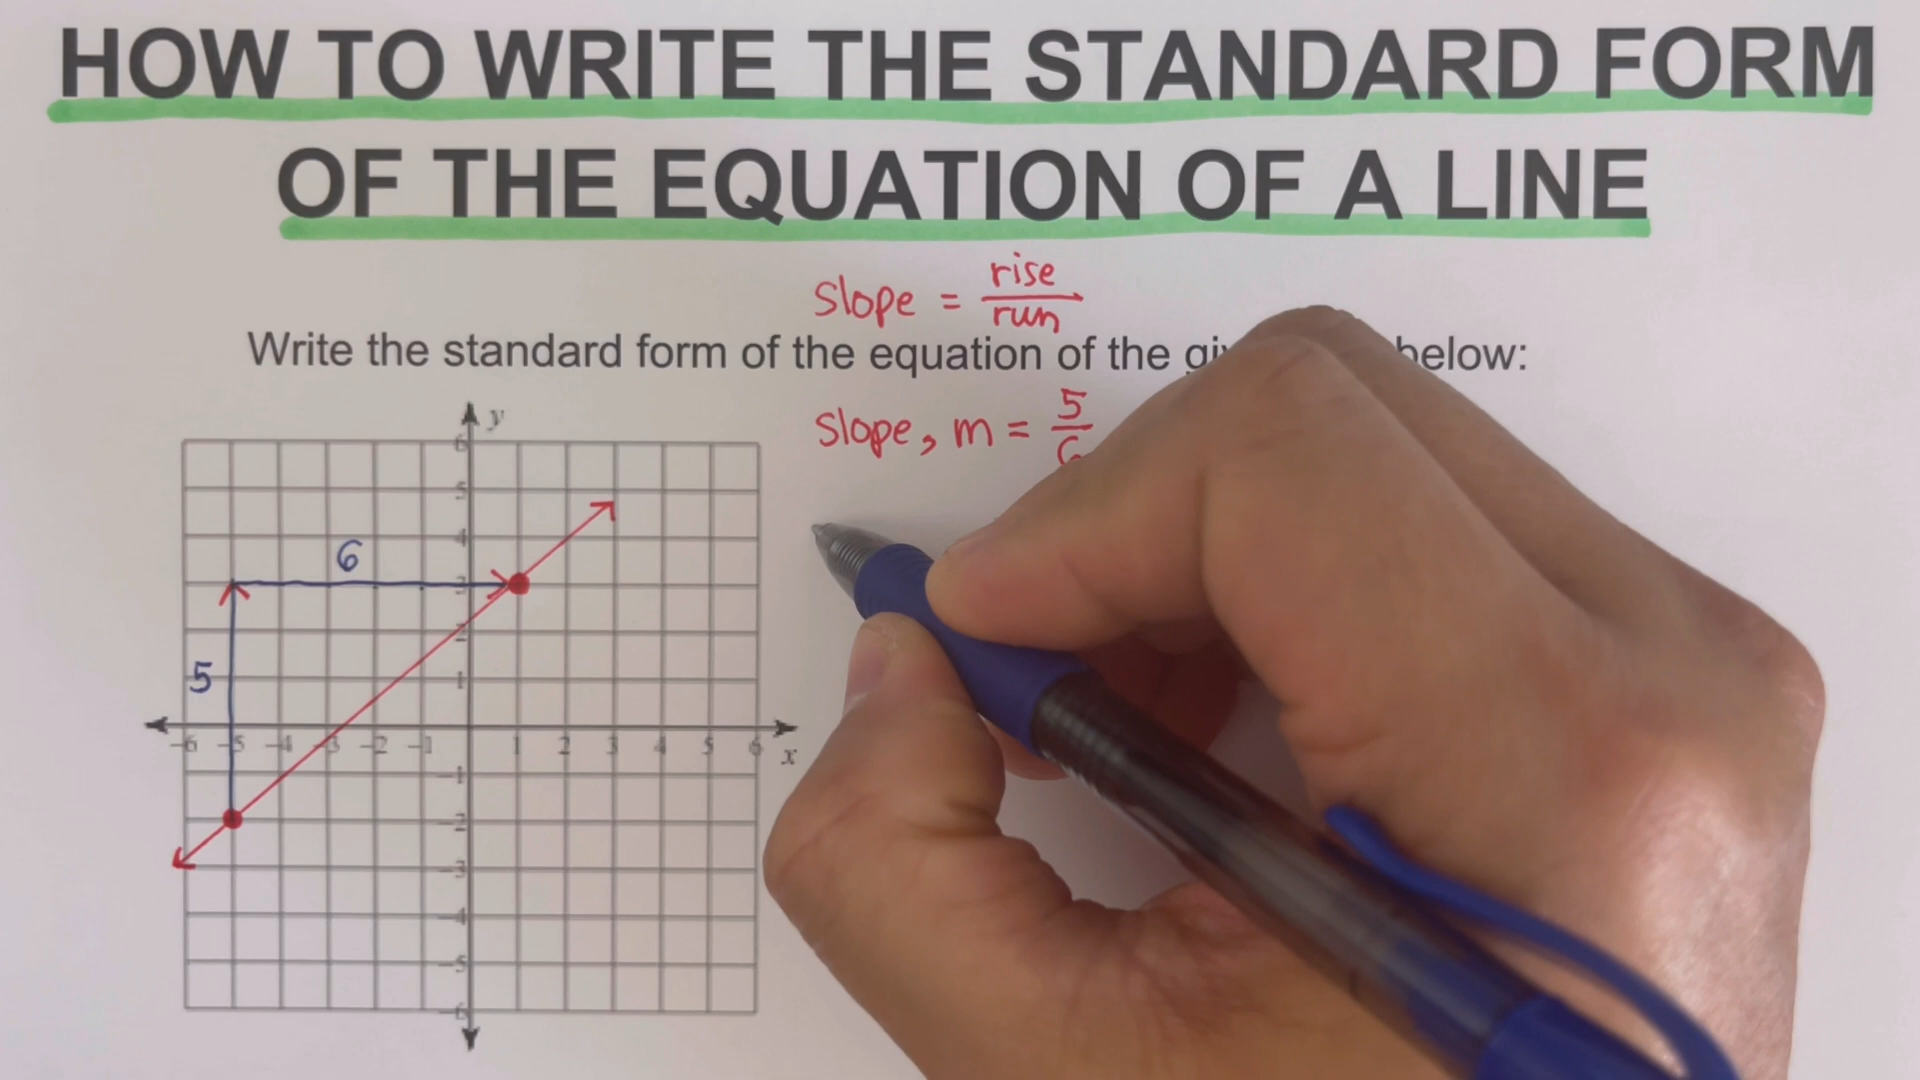 HOW TO WRITE THE STANDARD FORM
OF THE EQUATION OF A LINE
Slope = rise
run
Write the standard form of the equation of the below:
Slope, m = 5
6
y
6
5
4
3
2
1
-6 -5 -4 -3 -2 -1 1 2 3 4 5 6
x
-1
-2
-3
-4
-5
-6
6
5